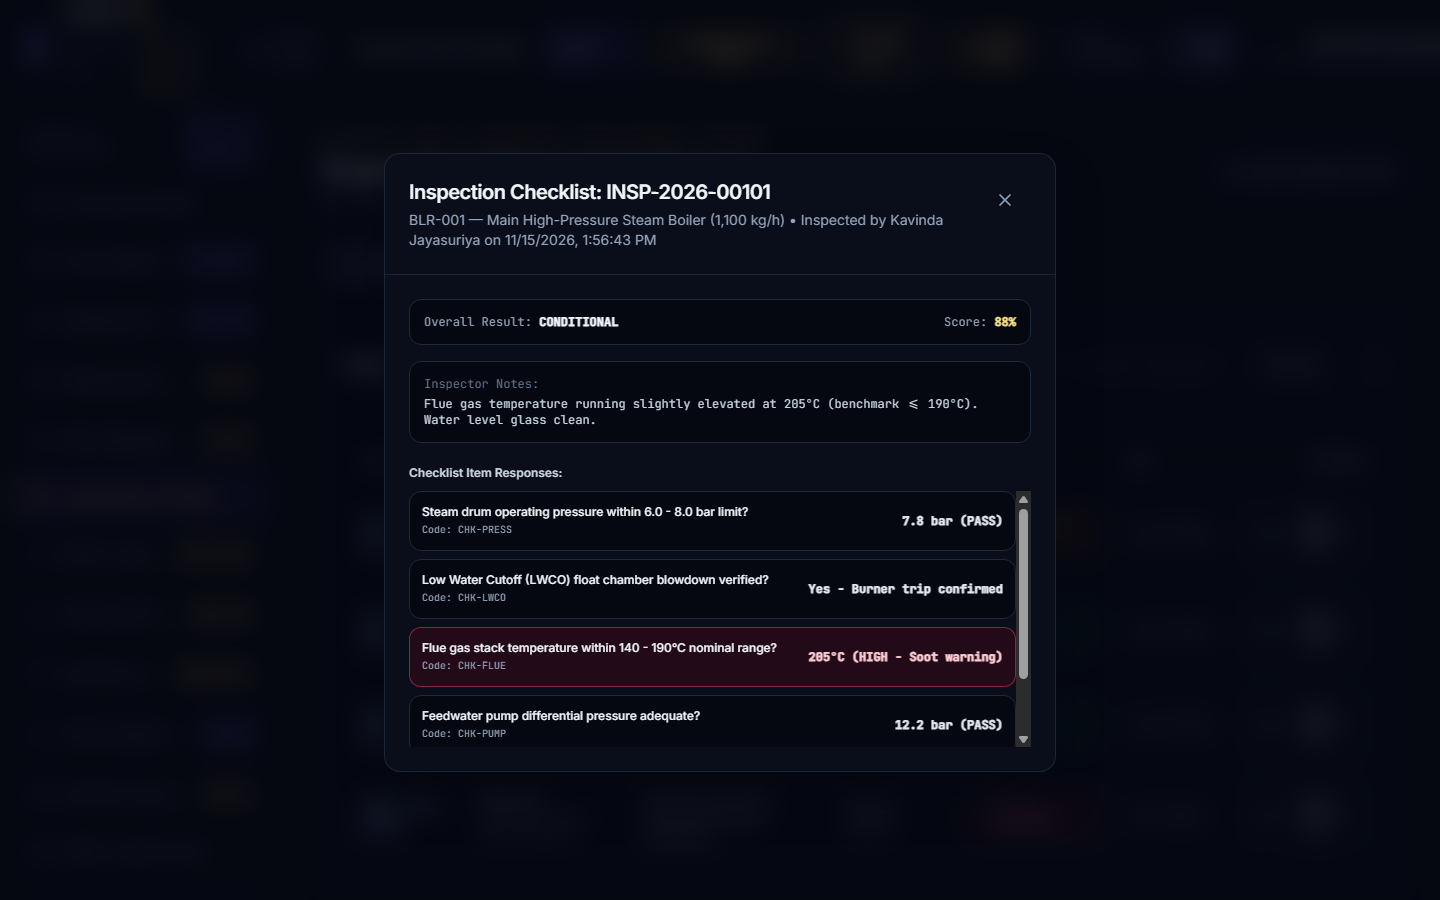 Inspection Checklist: INSP-2026-00101
BLR-001 — Main High-Pressure Steam Boiler (1,100 kg/h) • Inspected by Kavinda
Jayasuriya on 11/15/2026, 1:56:43 PM
Overall Result: CONDITIONAL
Score: 88%
Inspector Notes:
Flue gas temperature running slightly elevated at 205°C (benchmark ≤ 190°C).
Water level glass clean.
Checklist Item Responses:
Steam drum operating pressure within 6.0 - 8.0 bar limit?
Code: CHK-PRESS
7.8 bar (PASS)
Low Water Cutoff (LWCO) float chamber blowdown verified?
Code: CHK-LWCO
Yes - Burner trip confirmed
Flue gas stack temperature within 140 - 190°C nominal range?
Code: CHK-FLUE
205°C (HIGH - Soot warning)
Feedwater pump differential pressure adequate?
Code: CHK-PUMP
12.2 bar (PASS)